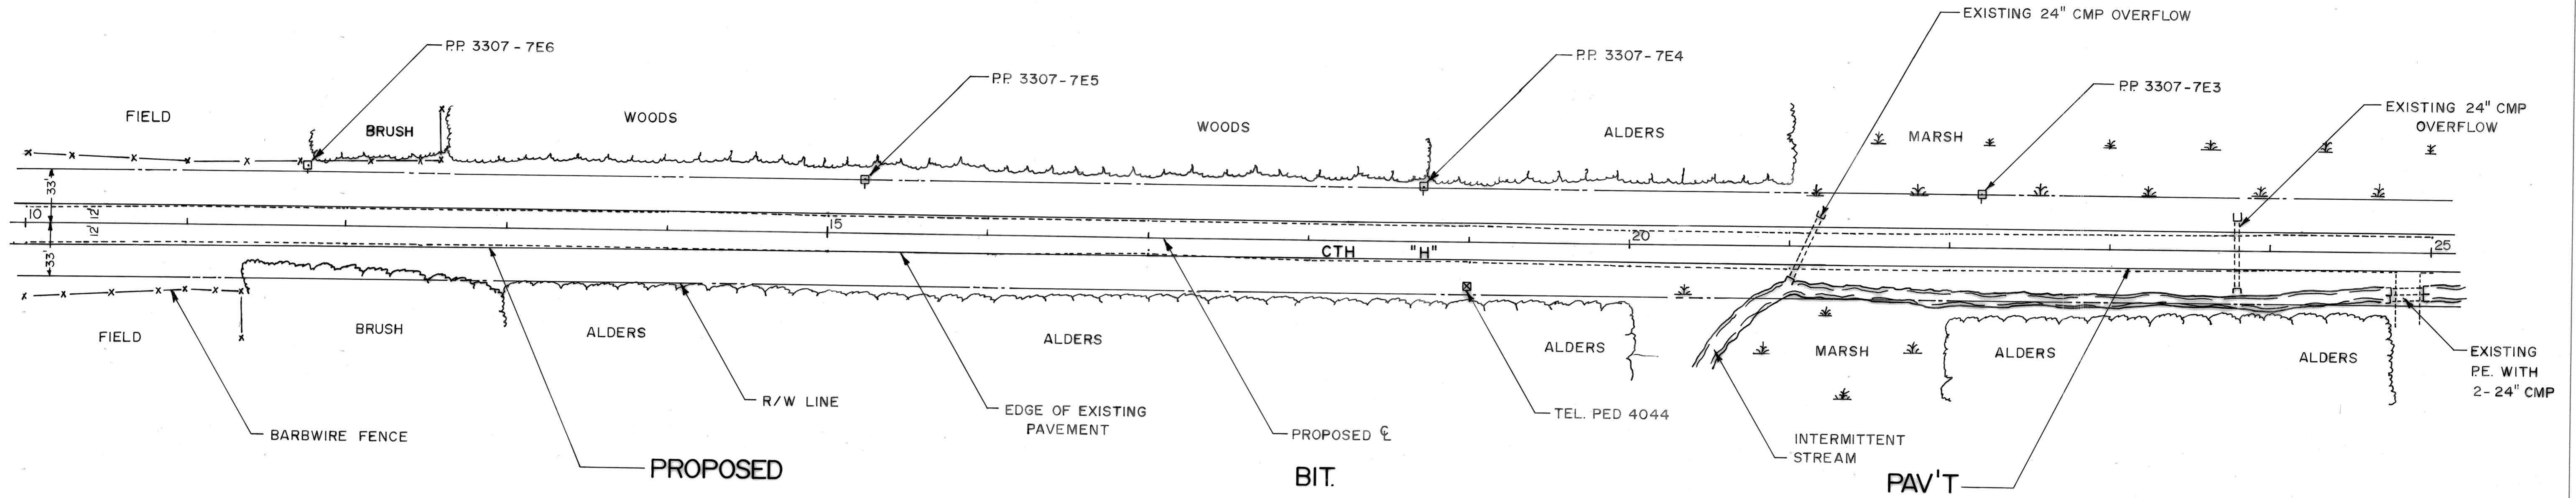 EXISTING 24" CMP OVERFLOW
P.P. 3307-7E6
P.P. 3307-7E5
P.P. 3307-7E4
P.P. 3307-7E3
EXISTING 24" CMP
OVERFLOW
FIELD
BRUSH
WOODS
WOODS
ALDERS
MARSH
33'
10
12'
12'
15
20
25
CTH "H"
33'
FIELD
BRUSH
ALDERS
ALDERS
ALDERS
MARSH
ALDERS
ALDERS
EXISTING
P.E. WITH
2-24" CMP
R/W LINE
EDGE OF EXISTING
PAVEMENT
TEL. PED 4044
BARBWIRE FENCE
PROPOSED ℄
INTERMITTENT
STREAM
PROPOSED BIT. PAV'T